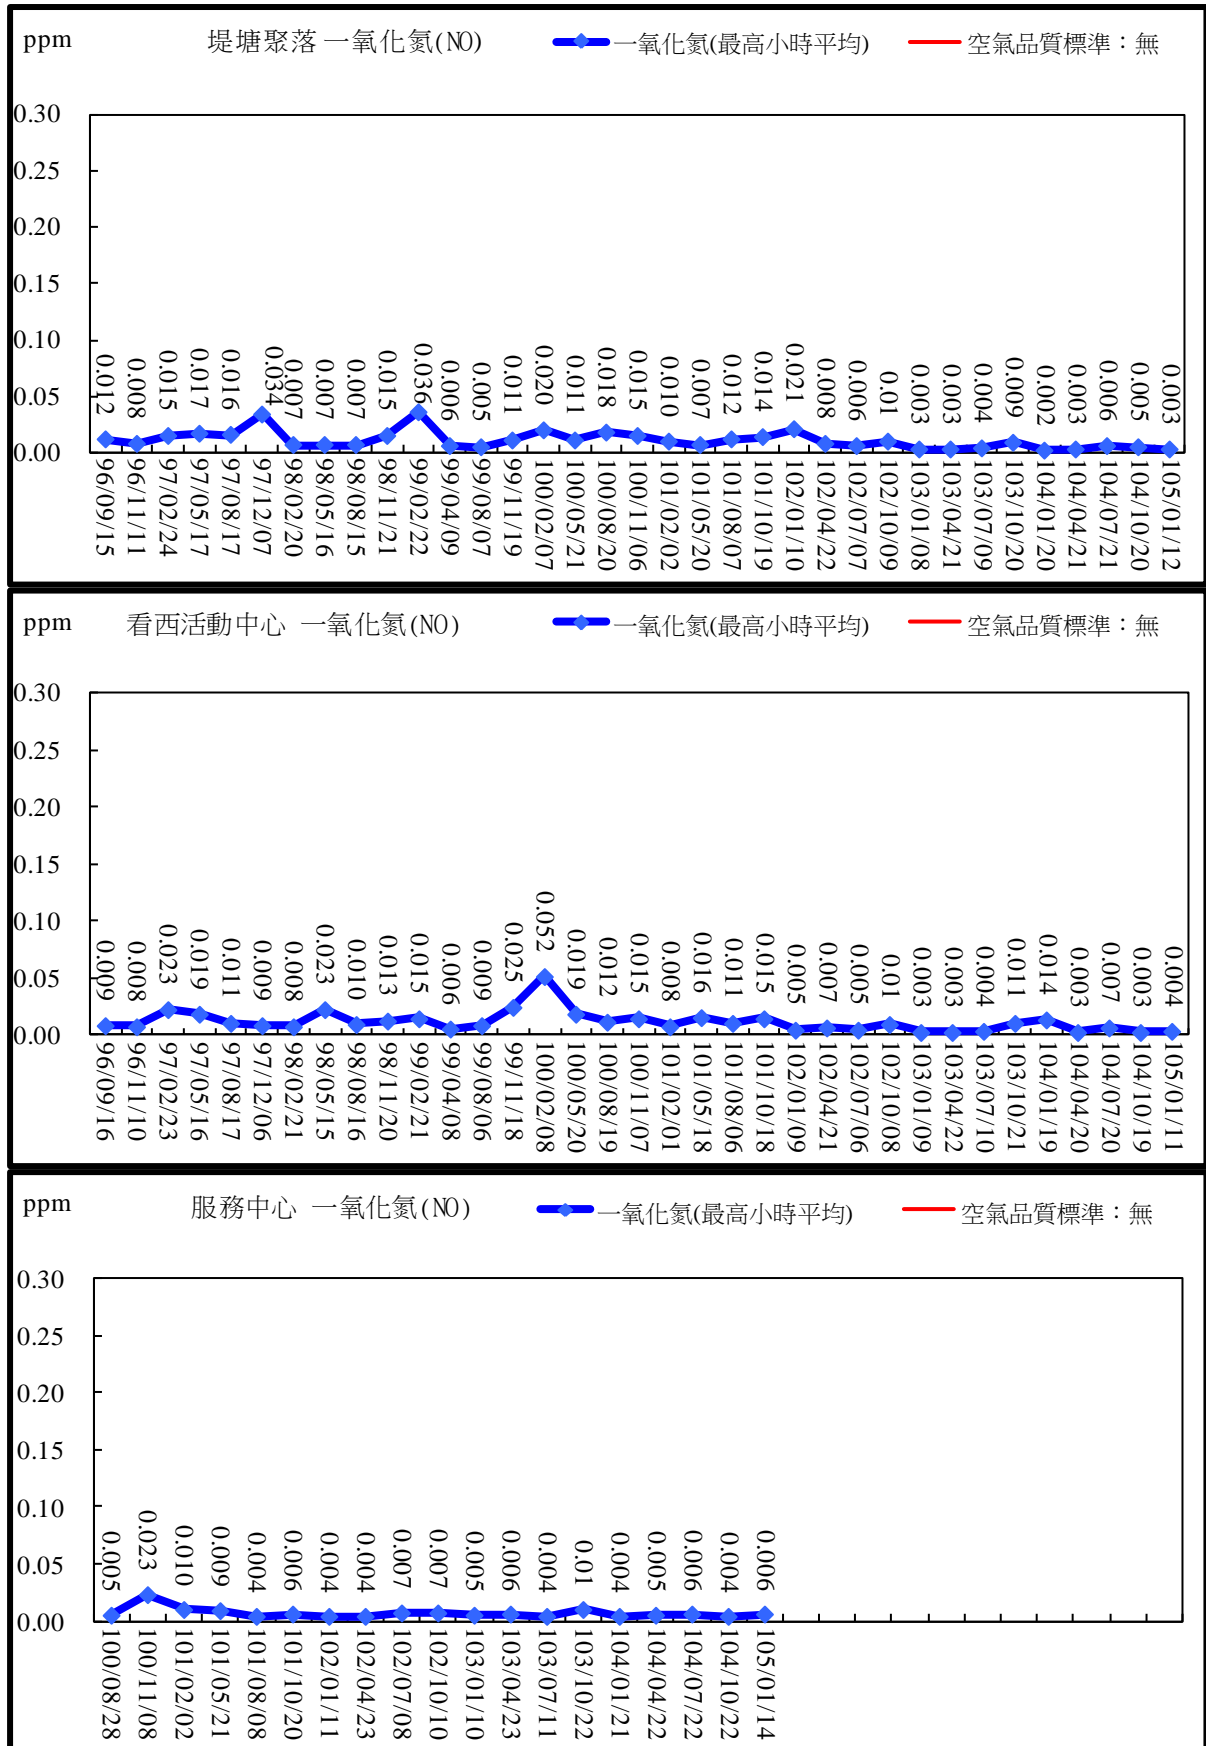 ppm 堤塘聚落 一氧化氮(NO) 一氧化氮(最高小時平均) 空氣品質標準：無
0.30
0.25
0.20
0.15
0.10
0.05
0.00
0.012 0.008 0.015 0.017 0.016 0.034 0.007 0.007 0.007 0.015 0.036 0.006 0.005 0.011 0.020 0.011 0.018 0.015 0.010 0.007 0.012 0.014 0.021 0.008 0.006 0.01 0.003 0.003 0.004 0.009 0.002 0.003 0.006 0.005 0.003
96/09/15 96/11/11 97/02/24 97/05/17 97/08/17 97/12/07 98/02/20 98/05/16 98/08/15 98/11/21 99/02/22 99/04/09 99/08/07 99/11/19 100/02/07 100/05/21 100/08/20 100/11/06 101/02/02 101/05/20 101/08/07 101/10/19 102/01/10 102/04/22 102/07/07 102/10/09 103/01/08 103/04/21 103/07/09 103/10/20 104/01/20 104/04/21 104/07/21 104/10/20 105/01/12
ppm 看西活動中心 一氧化氮(NO) 一氧化氮(最高小時平均) 空氣品質標準：無
0.30
0.25
0.20
0.15
0.10
0.05
0.00
0.009 0.008 0.023 0.019 0.011 0.009 0.008 0.023 0.010 0.013 0.015 0.006 0.009 0.025 0.052 0.019 0.012 0.015 0.008 0.016 0.011 0.015 0.005 0.007 0.005 0.01 0.003 0.003 0.004 0.011 0.014 0.003 0.007 0.003 0.004
96/09/16 96/11/10 97/02/23 97/05/16 97/08/17 97/12/06 98/02/21 98/05/15 98/08/16 98/11/20 99/02/21 99/04/08 99/08/06 99/11/18 100/02/08 100/05/20 100/08/19 100/11/07 101/02/01 101/05/18 101/08/06 101/10/18 102/01/09 102/04/21 102/07/06 102/10/08 103/01/09 103/04/22 103/07/10 103/10/21 104/01/19 104/04/20 104/07/20 104/10/19 105/01/11
ppm 服務中心 一氧化氮(NO) 一氧化氮(最高小時平均) 空氣品質標準：無
0.30
0.25
0.20
0.15
0.10
0.05
0.00
0.005 0.023 0.010 0.009 0.004 0.006 0.004 0.004 0.007 0.007 0.005 0.006 0.004 0.01 0.004 0.005 0.006 0.004 0.006
100/08/28 100/11/08 101/02/02 101/05/21 101/08/08 101/10/20 102/01/11 102/04/23 102/07/08 102/10/10 103/01/10 103/04/23 103/07/11 103/10/22 104/01/21 104/04/22 104/07/22 104/10/22 105/01/14